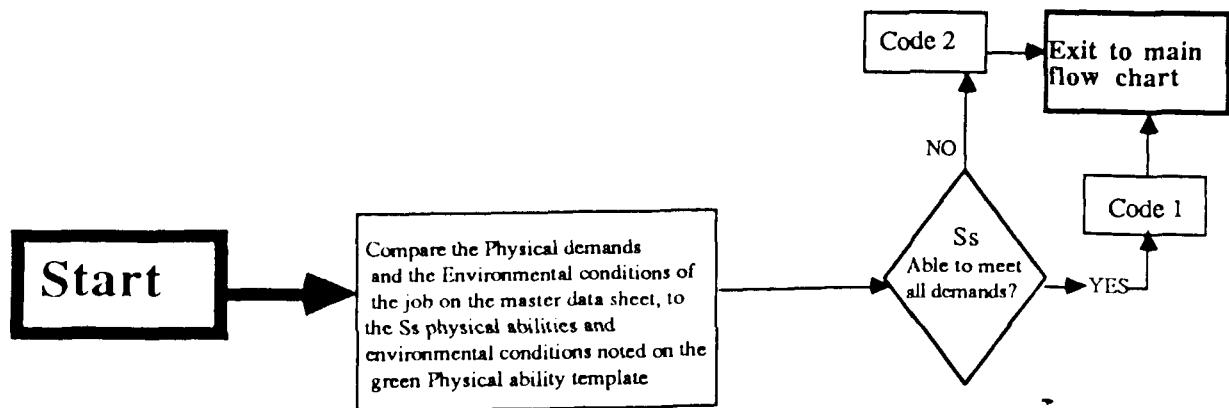 Start
Compare the Physical demands
and the Environmental conditions of
the job on the master data sheet, to
the Ss physical abilities and
environmental conditions noted on the
green Physical ability template
Ss
Able to meet
all demands?
NO
Code 2
YES
Code 1
Exit to main
flow chart